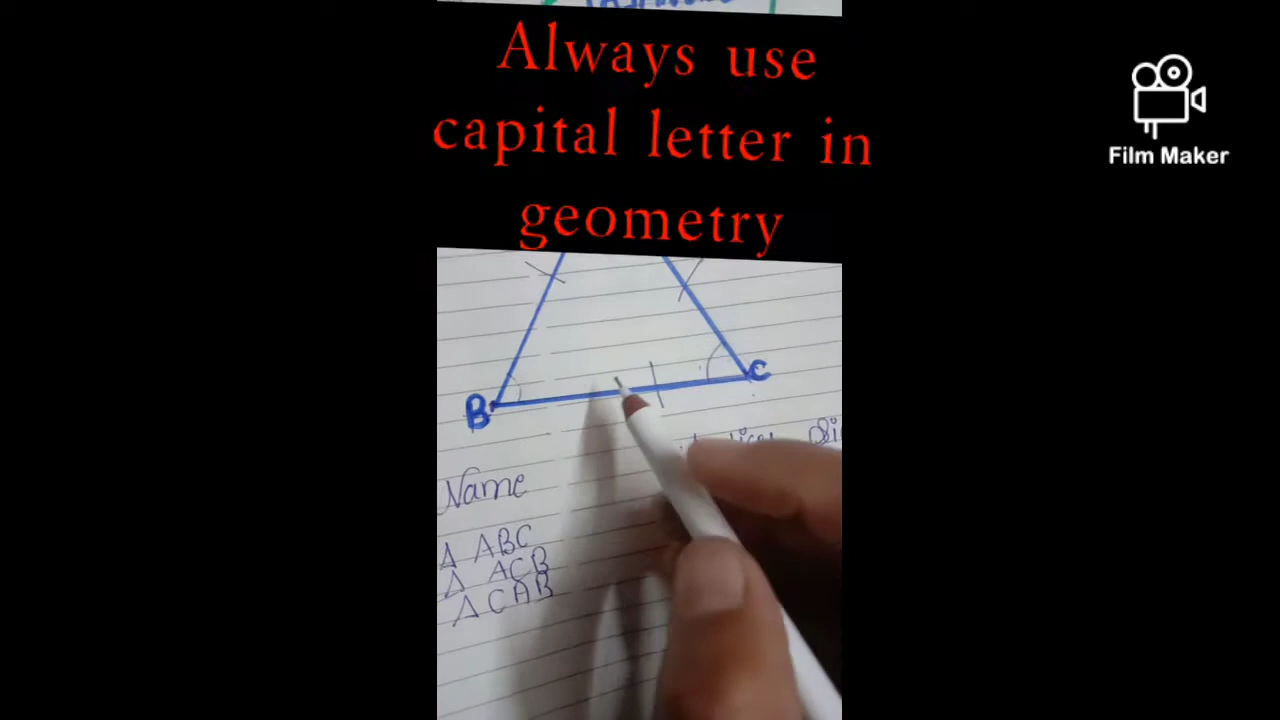 Always use
capital letter in
geometry
Film Maker
B
C
Name
Δ ABC
Δ ACB
Δ CAB